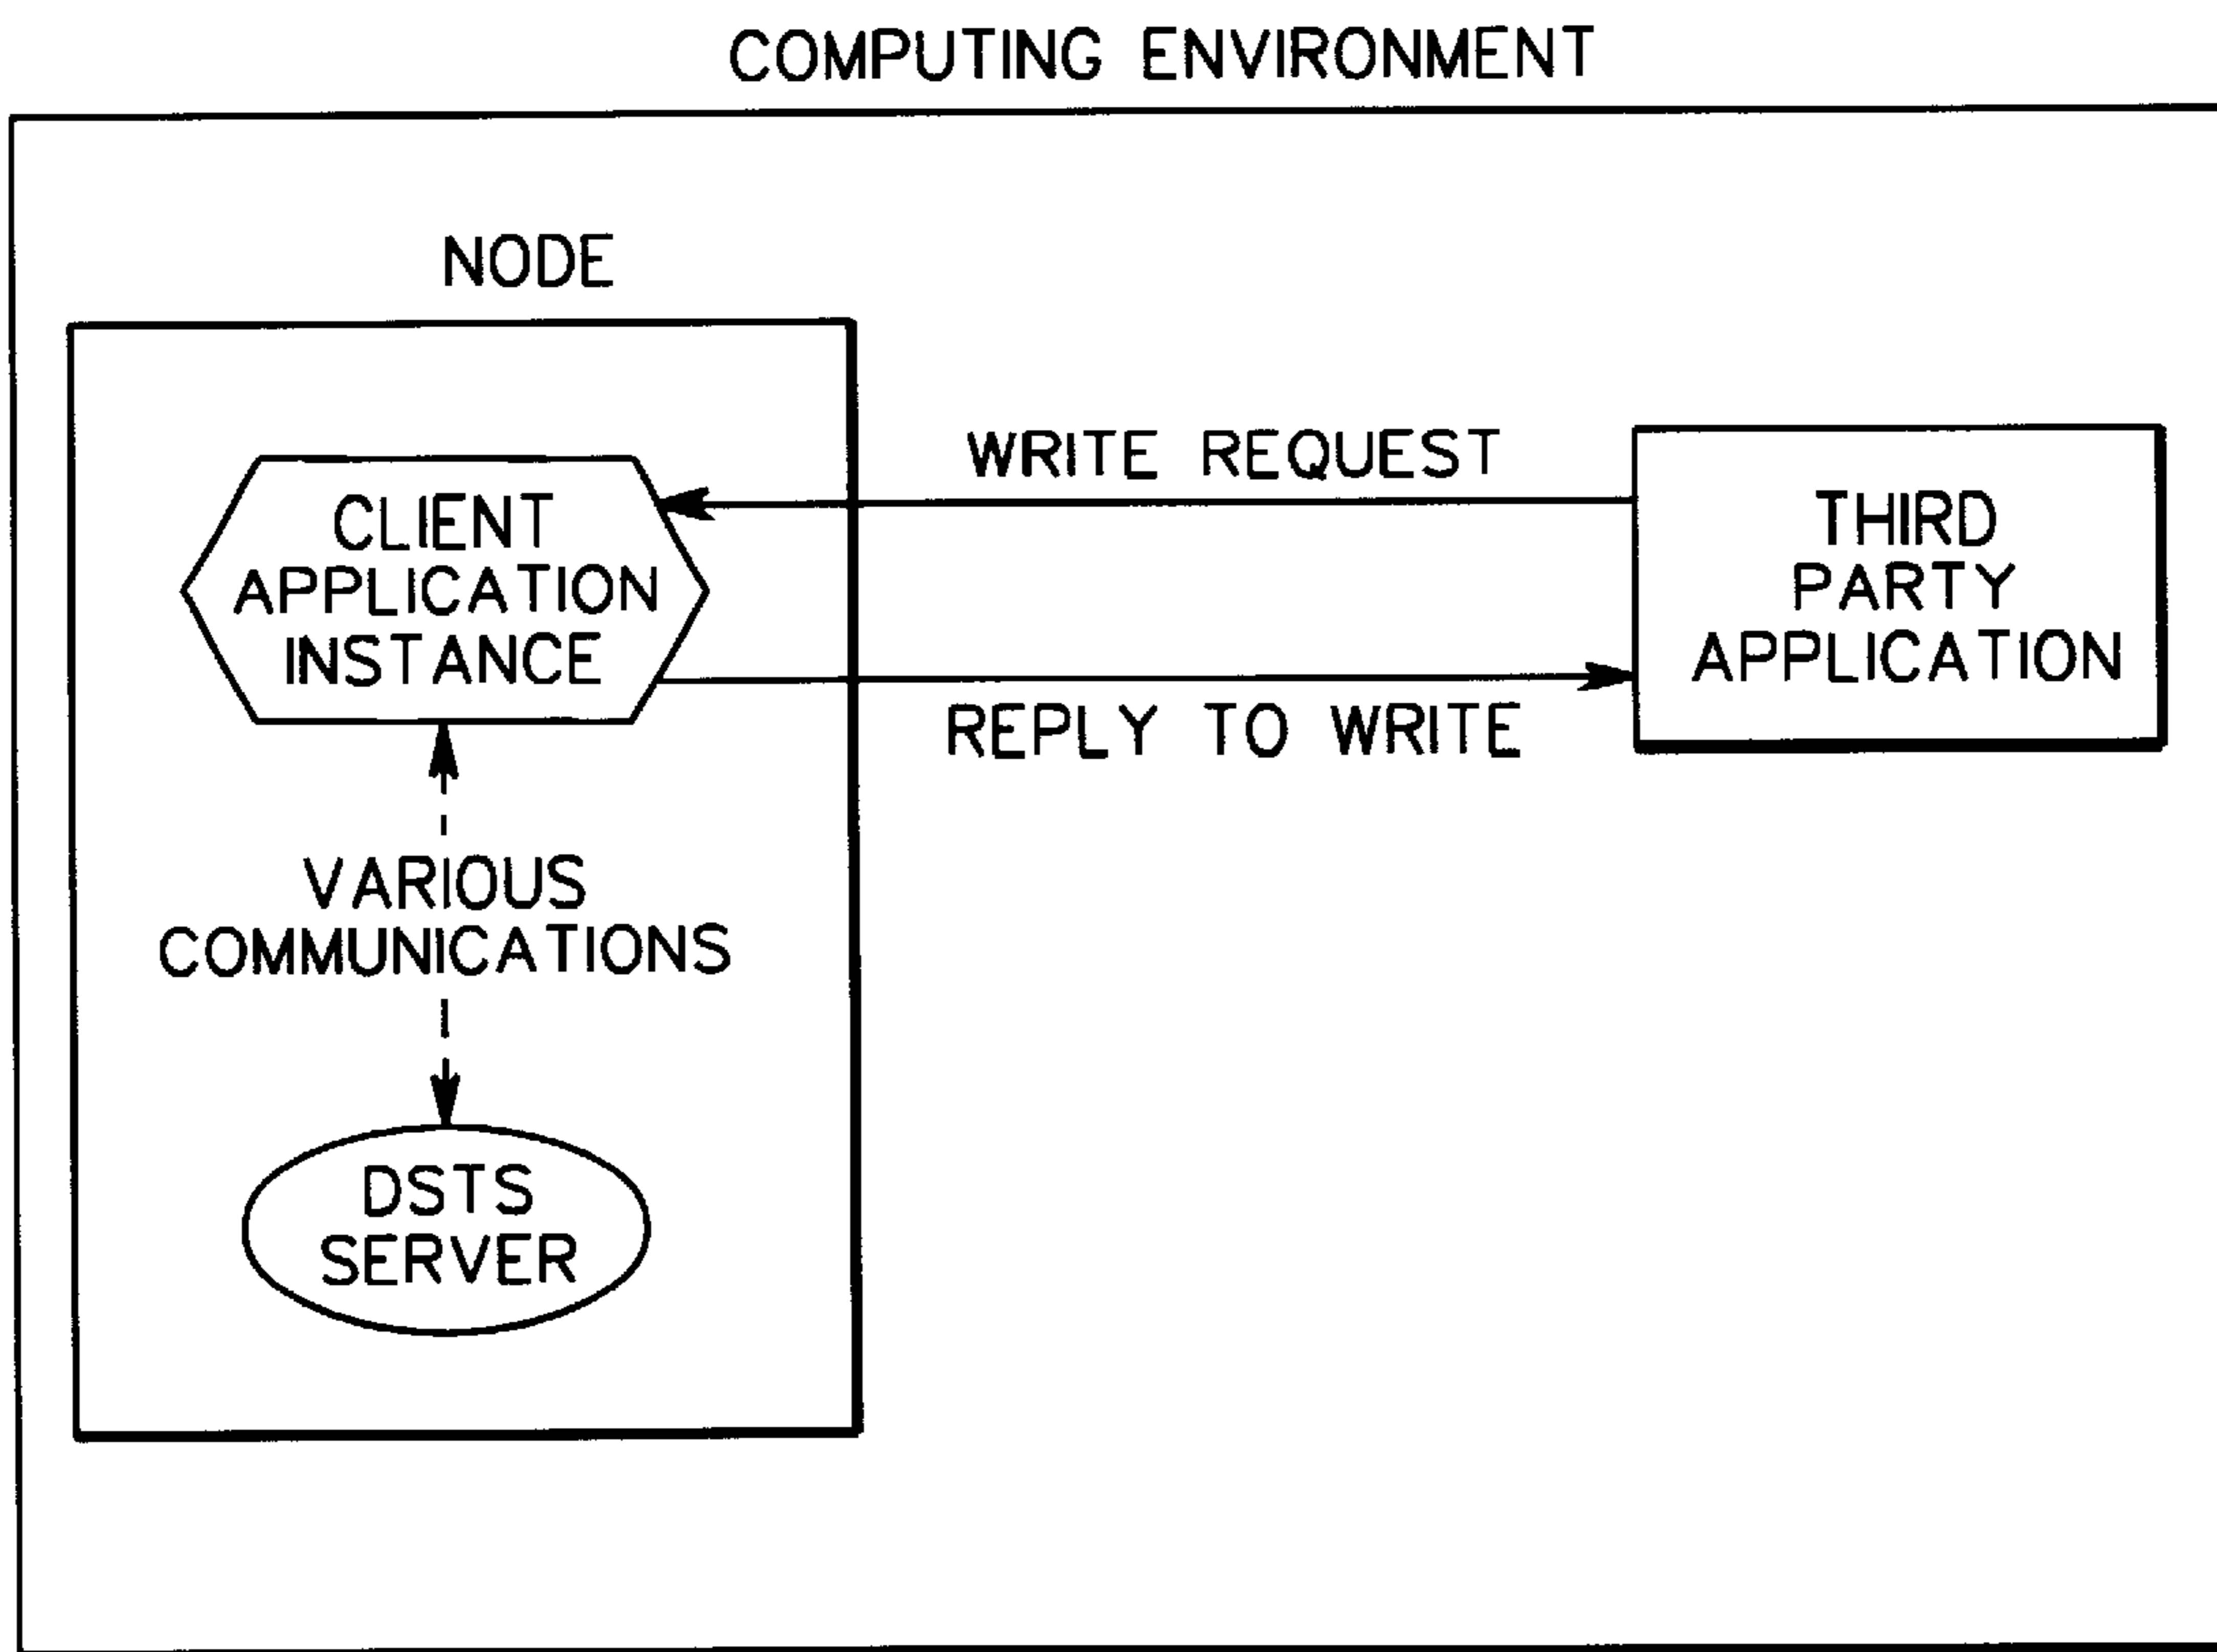 COMPUTING ENVIRONMENT
NODE
CLIENT
APPLICATION
INSTANCE
WRITE REQUEST
REPLY TO WRITE
THIRD
PARTY
APPLICATION
VARIOUS
COMMUNICATIONS
DSTS
SERVER